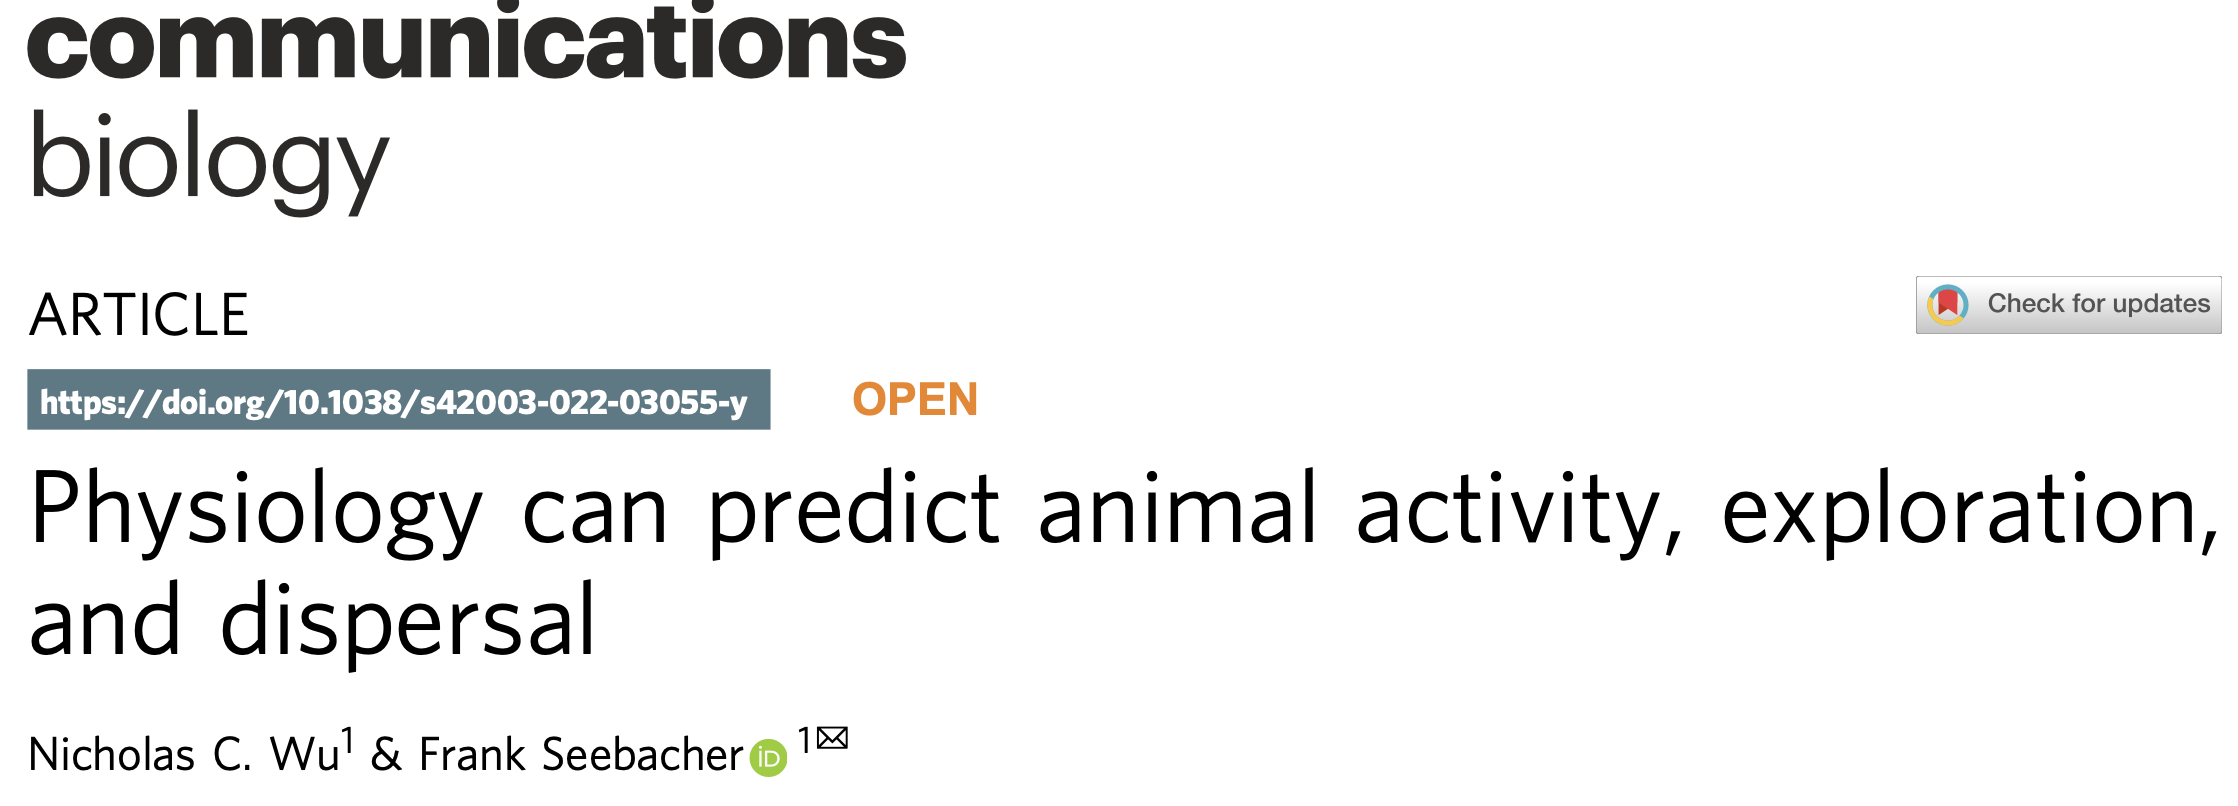 communications
biology
ARTICLE
Check for updates
https://doi.org/10.1038/s42003-022-03055-y OPEN
Physiology can predict animal activity, exploration,
and dispersal
Nicholas C. Wu1 & Frank Seebacher iD 1✉